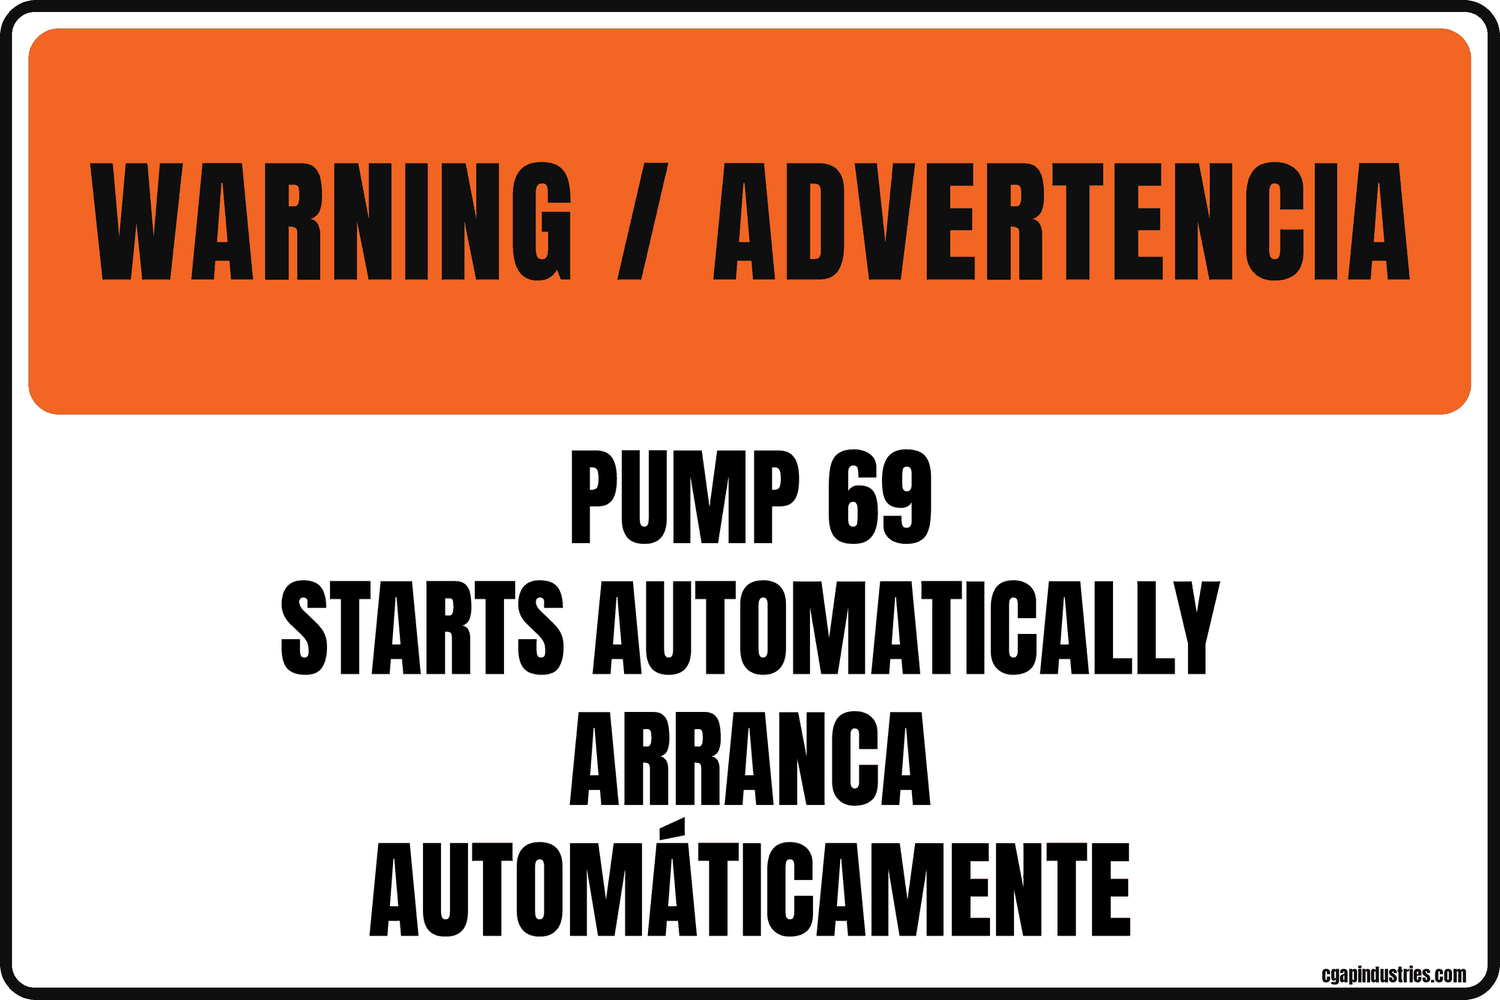 WARNING / ADVERTENCIA
PUMP 69
STARTS AUTOMATICALLY
ARRANCA
AUTOMÁTICAMENTE
cgapindustries.com